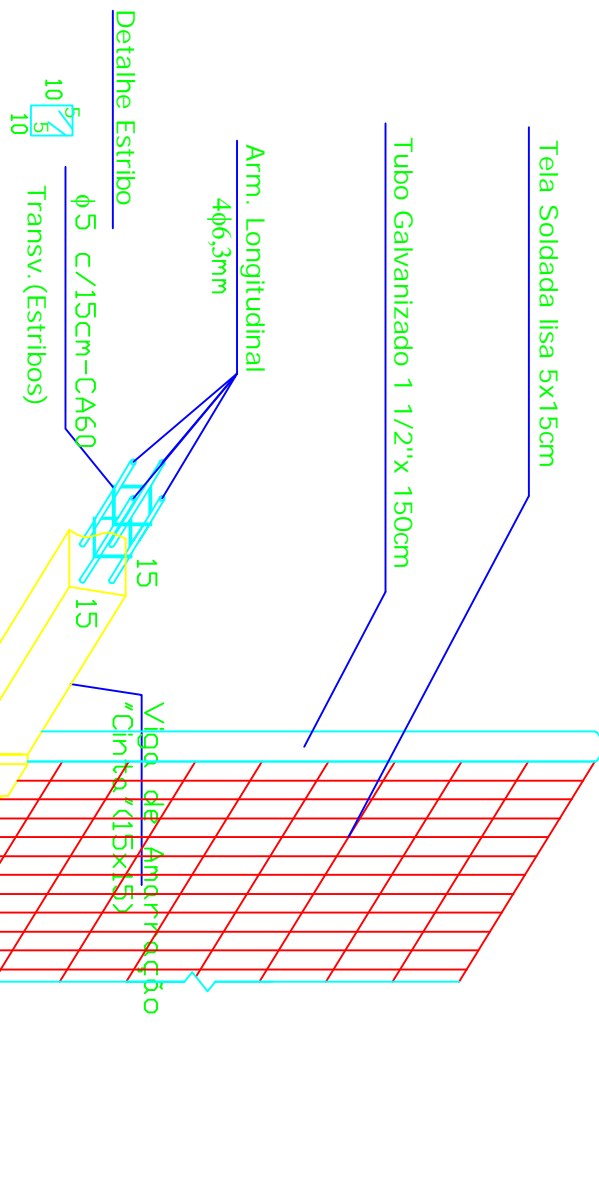 Tela Soldada lisa 5x15cm
Tubo Galvanizado 1 1/2"x 150cm
Arm. Longitudinal
4ϕ6,3mm
Detalhe Estribo
10
5
5
10
ϕ5 c/15cm-CA60
Transv.(Estribos)
15
15
Viga de Amarração
"Cinta"(15x15)